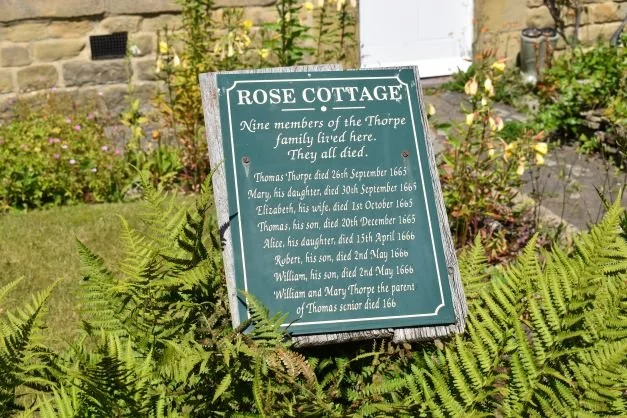 ROSE COTTAGE
Nine members of the Thorpe
family lived here.
They all died.
Thomas Thorpe died 26th September 1665
Mary, his daughter, died 30th September 1665
Elizabeth, his wife, died 1st October 1665
Thomas, his son, died 20th December 1665
Alice, his daughter, died 15th April 1666
Robert, his son, died 2nd May 1666
William, his son, died 2nd May 1666
William and Mary Thorpe the parent
of Thomas senior died 166